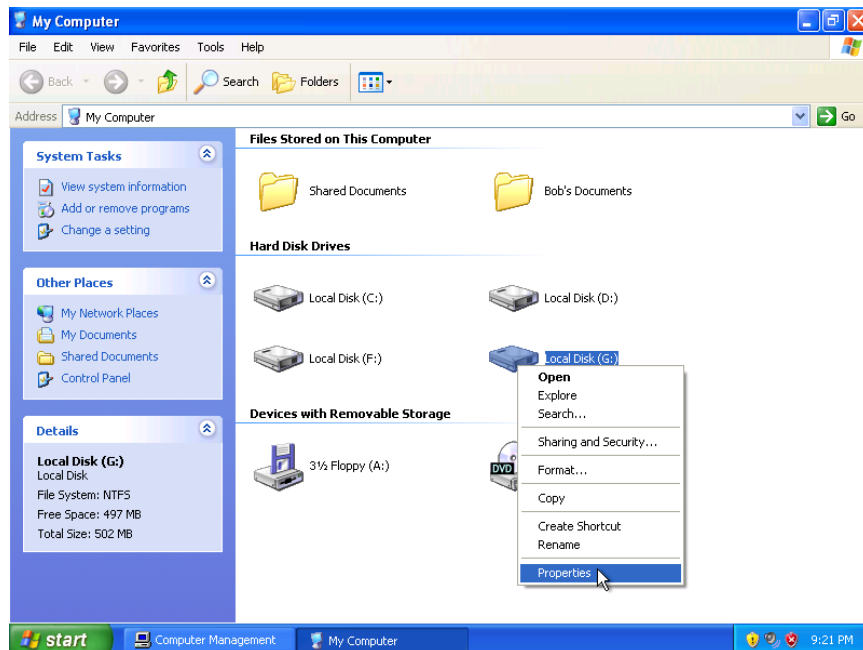 My Computer
File Edit View Favorites Tools Help
Back Search Folders
Address My Computer Go
System Tasks
View system information
Add or remove programs
Change a setting
Other Places
My Network Places
My Documents
Shared Documents
Control Panel
Details
Local Disk (G:)
Local Disk
File System: NTFS
Free Space: 497 MB
Total Size: 502 MB
Files Stored on This Computer
Shared Documents Bob's Documents
Hard Disk Drives
Local Disk (C:) Local Disk (D:)
Local Disk (F:) Local Disk (G:)
Devices with Removable Storage
3½ Floppy (A:) DVD
Open
Explore
Search...
Sharing and Security...
Format...
Copy
Create Shortcut
Rename
Properties
start Computer Management My Computer 9:21 PM